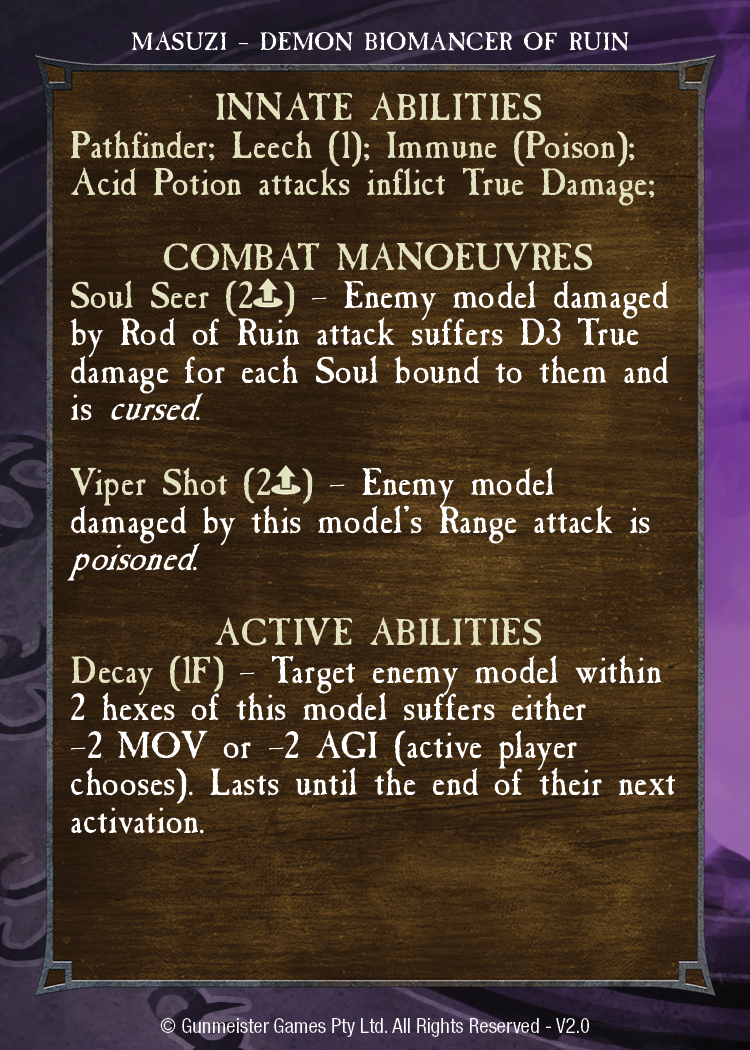 MASUZI – DEMON BIOMANCER OF RUIN
INNATE ABILITIES
Pathfinder; Leech (1); Immune (Poison);
Acid Potion attacks inflict True Damage;
COMBAT MANOEUVRES
Soul Seer (2) – Enemy model damaged
by Rod of Ruin attack suffers D3 True
damage for each Soul bound to them and
is cursed.
Viper Shot (2) – Enemy model
damaged by this model's Range attack is
poisoned.
ACTIVE ABILITIES
Decay (1F) – Target enemy model within
2 hexes of this model suffers either
–2 MOV or –2 AGI (active player
chooses). Lasts until the end of their next
activation.
© Gunmeister Games Pty Ltd. All Rights Reserved - V2.0